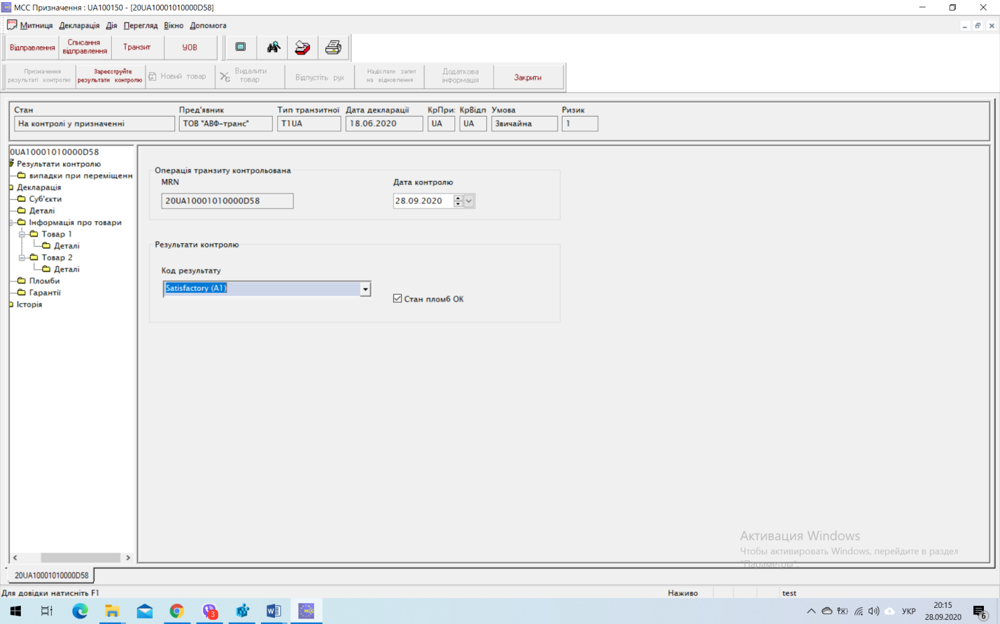 МСС Призначення : UA100150 - [20UA10001010000D58]
Митниця Декларація Дія Перегляд Вікно Допомога
Відправлення
Списання відправлення
Транзит
УОВ
Призначення результаті контролю
Зареєструйте результати контролю
Новий товар
Видалити товар
Відпустіть рух
Надіслати запит на відновлення
Додаткова інформація
Закрити
Стан Пред'явник Тип транзитної Дата декларації КрПри: КрВідп Умова Ризик
На контролі у призначенні ТОВ "АВФ-транс" T1UA 18.06.2020 UA UA Звичайна 1
0UA10001010000D58
Результати контролю
випадки при переміщенн
Декларація
Суб'єкти
Деталі
Інформація про товари
Товар 1
Деталі
Товар 2
Деталі
Пломби
Гарантії
Історія
Операція транзиту контрольована
MRN Дата контролю
20UA10001010000D58 28.09.2020
Результати контролю
Код результату
Satisfactory (A1)
Стан пломб ОК
Активация Windows
Чтобы активировать Windows, перейдите в раздел
"Параметры".
20UA10001010000D58
Для довідки натисніть F1 Наживо test
3
МСС
УКР
20:15
28.09.2020
6